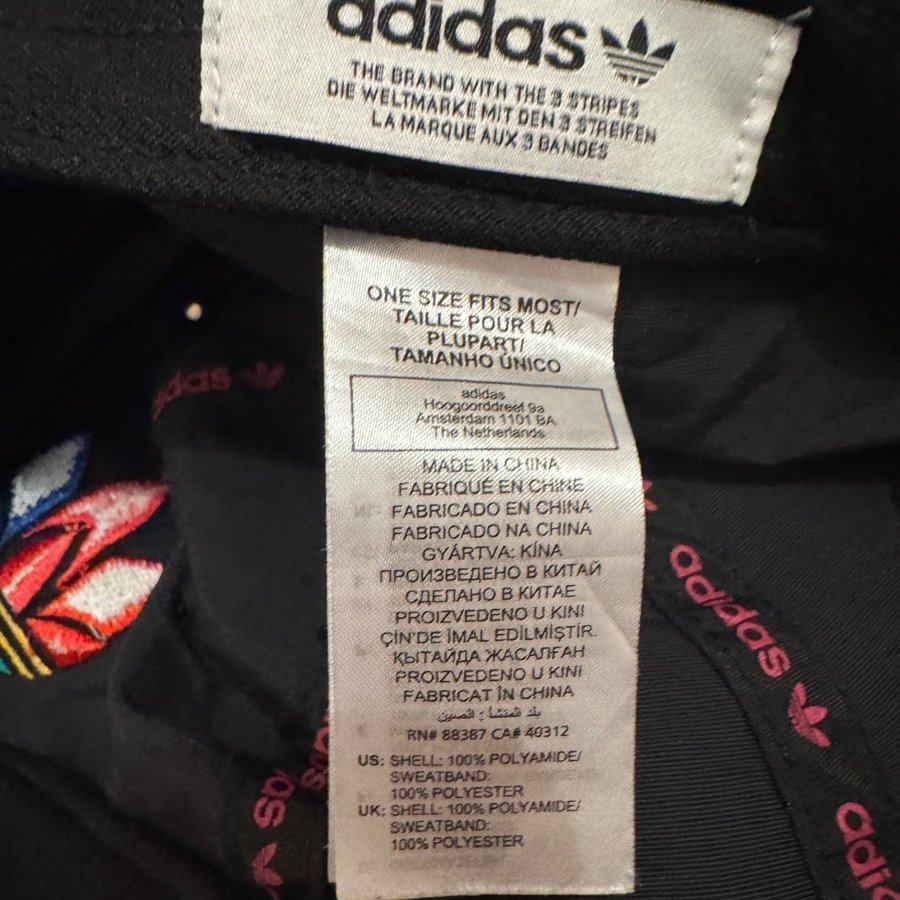 adidas
THE BRAND WITH THE 3 STRIPES
DIE WELTMARKE MIT DEN 3 STREIFEN
LA MARQUE AUX 3 BANDES
ONE SIZE FITS MOST/
TAILLE POUR LA
PLUPART/
TAMANHO ÚNICO
adidas
Hoogoorddreef 9a
Amsterdam 1101 BA
The Netherlands
MADE IN CHINA
FABRIQUÉ EN CHINE
FABRICADO EN CHINA
FABRICADO NA CHINA
GYÁRTVA: KÍNA
ПРОИЗВЕДЕНО В КИТАЙ
СДЕЛАНО В КИТАЕ
PROIZVEDENO U KINI
ÇİN'DE İMAL EDİLMİŞTİR.
ҚЫТАЙДА ЖАСАЛҒАН
PROIZVEDENO U KINI
FABRICAT ÎN CHINA
بلد المنشأ : الصين
RN# 88387 CA# 40312
US: SHELL: 100% POLYAMIDE/
SWEATBAND:
100% POLYESTER
UK: SHELL: 100% POLYAMIDE/
SWEATBAND:
100% POLYESTER
adidas
adidas